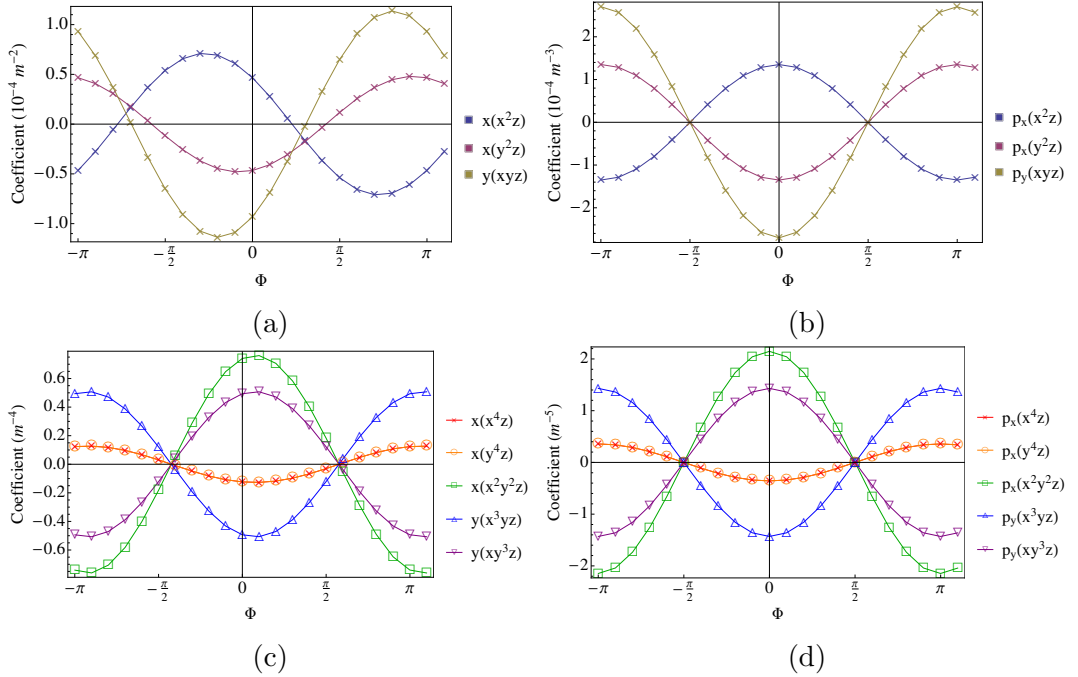 1.0
0.5
0.0
−0.5
−1.0
Coefficient (10⁻⁴ m⁻²)
−π
−π/2
0
π/2
π
Φ
x(x²z)
x(y²z)
y(xyz)
(a)
2
1
0
−1
−2
Coefficient (10⁻⁴ m⁻³)
−π
−π/2
0
π/2
π
Φ
pₓ(x²z)
pₓ(y²z)
p_y(xyz)
(b)
0.6
0.4
0.2
0.0
−0.2
−0.4
−0.6
Coefficient (m⁻⁴)
−π
−π/2
0
π/2
π
Φ
x(x⁴z)
x(y⁴z)
x(x²y²z)
y(x³yz)
y(xy³z)
(c)
2
1
0
−1
−2
Coefficient (m⁻⁵)
−π
−π/2
0
π/2
π
Φ
pₓ(x⁴z)
pₓ(y⁴z)
pₓ(x²y²z)
p_y(x³yz)
p_y(xy³z)
(d)